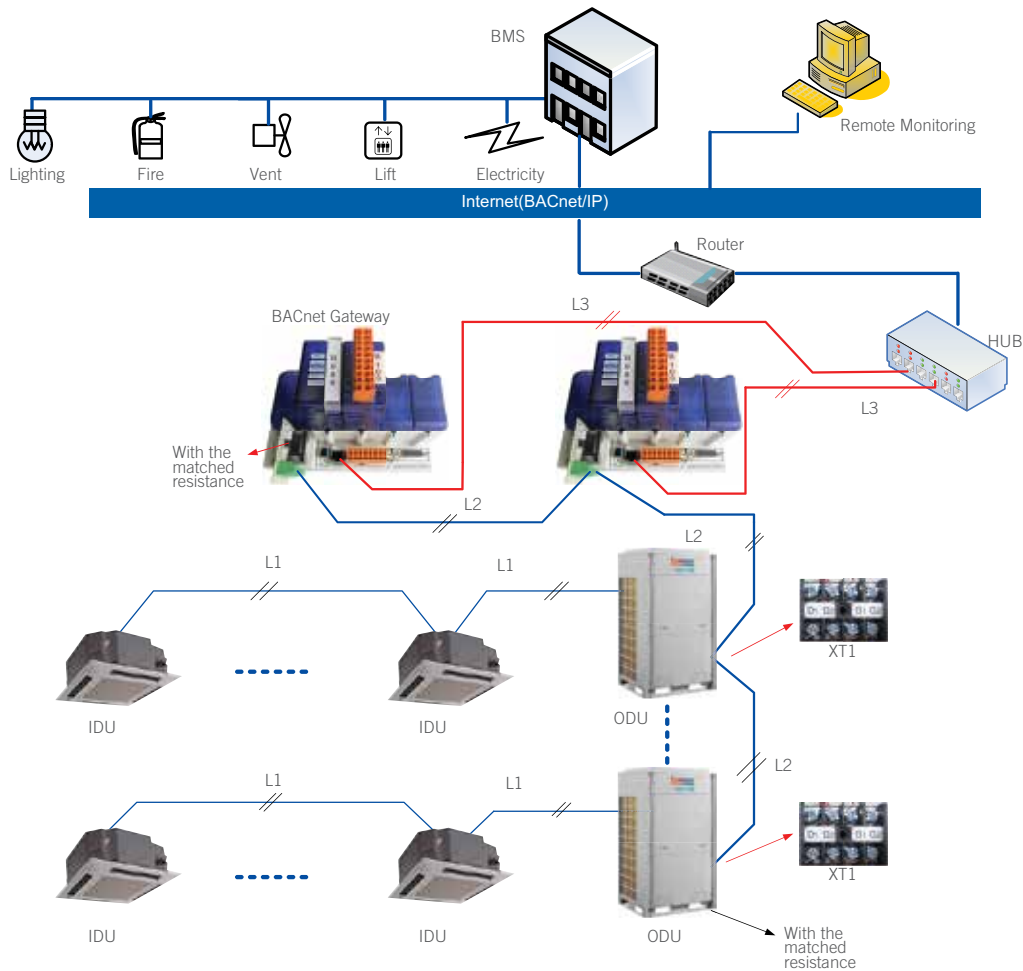 BMS
Remote Monitoring
Lighting
Fire
Vent
Lift
Electricity
Internet(BACnet/IP)
Router
BACnet Gateway
L3
HUB
L3
With the
matched
resistance
L2
L2
L1
L1
XT1
IDU
IDU
ODU
L1
L1
L2
XT1
IDU
IDU
ODU
With the
matched
resistance